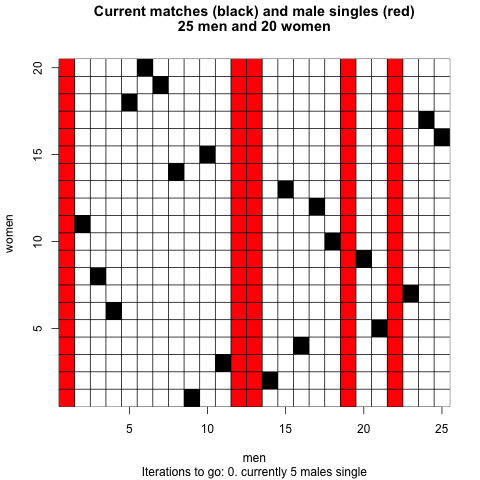 Current matches (black) and male singles (red)
25 men and 20 women
20
15
10
5
women
5 10 15 20 25
men
Iterations to go: 0. currently 5 males single